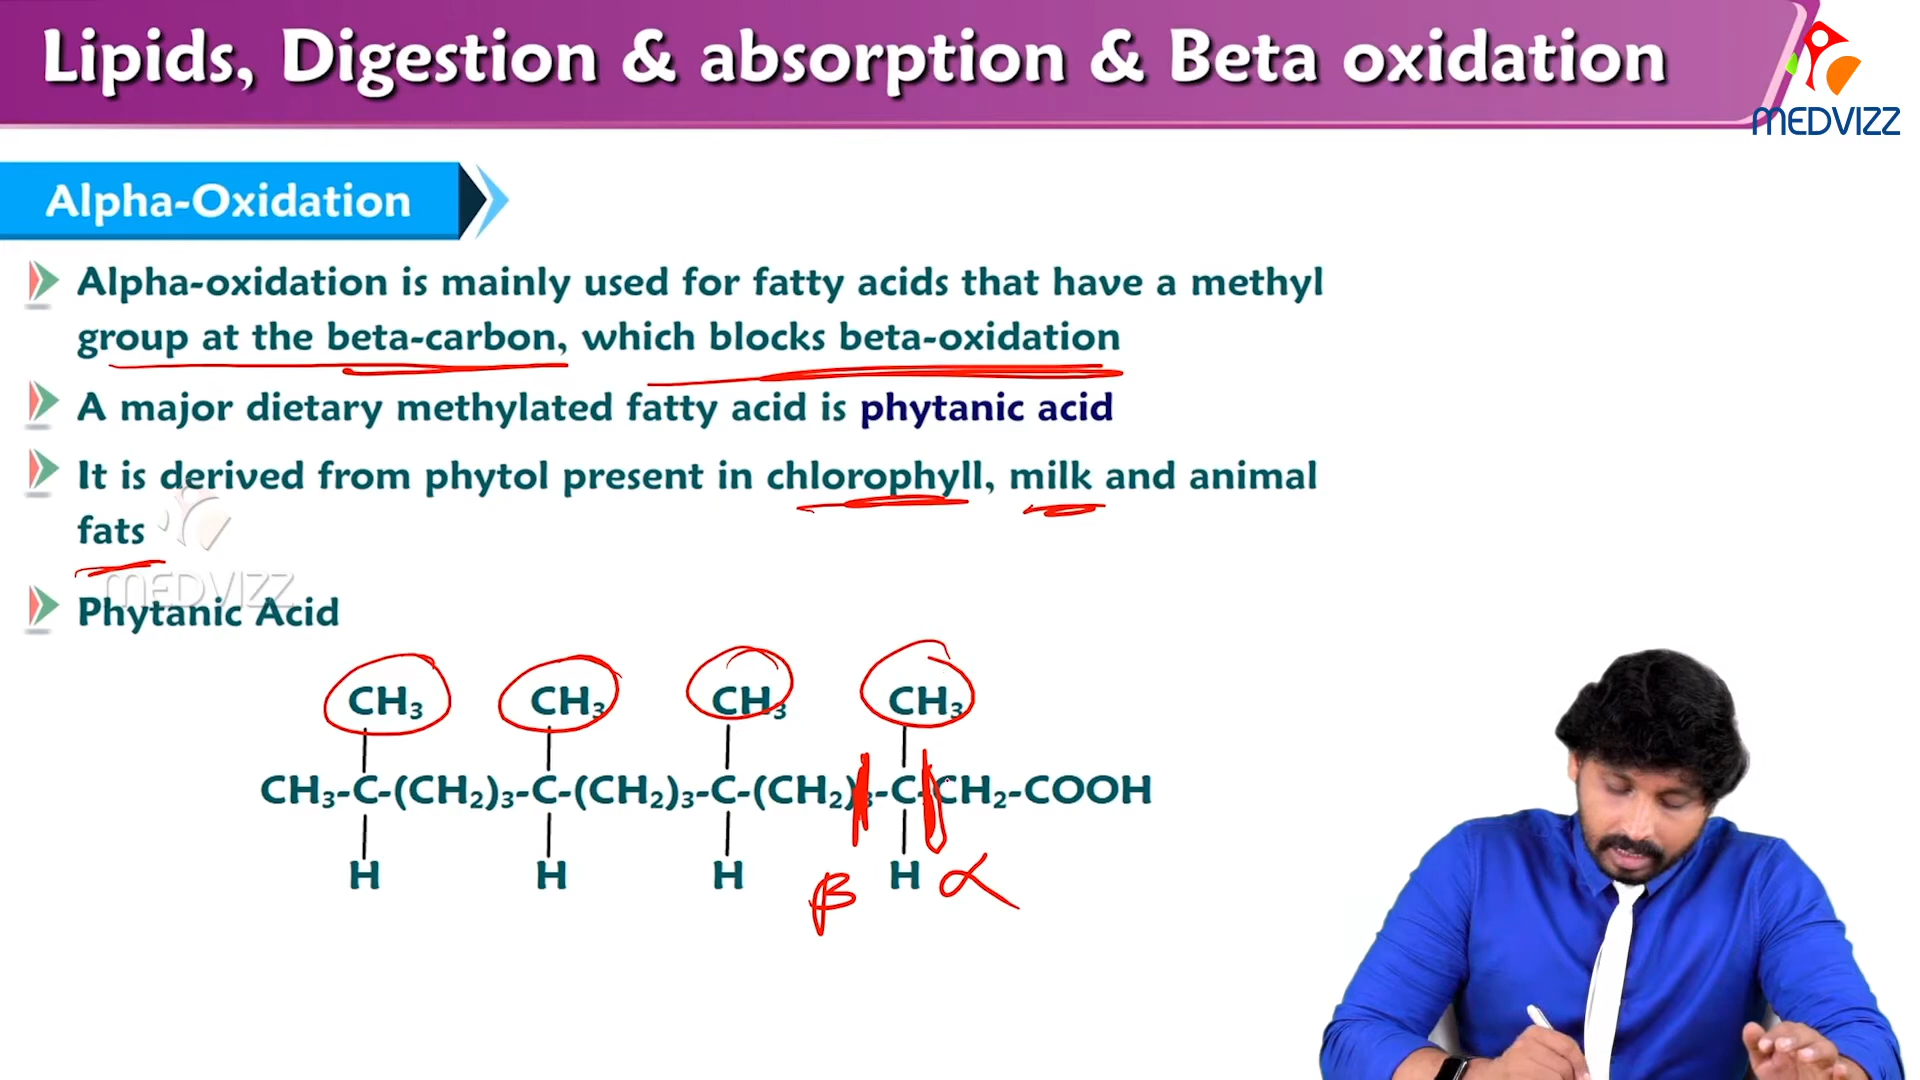 Lipids, Digestion & absorption & Beta oxidation
MEDVIZZ
Alpha-Oxidation
Alpha-oxidation is mainly used for fatty acids that have a methyl
group at the beta-carbon, which blocks beta-oxidation
A major dietary methylated fatty acid is phytanic acid
It is derived from phytol present in chlorophyll, milk and animal
fats
MEDVIZZ
Phytanic Acid
CH₃ CH₃ CH₃ CH₃
CH₃-C-(CH₂)₃-C-(CH₂)₃-C-(CH₂)₃-C-CH₂-COOH
H H H H
β α